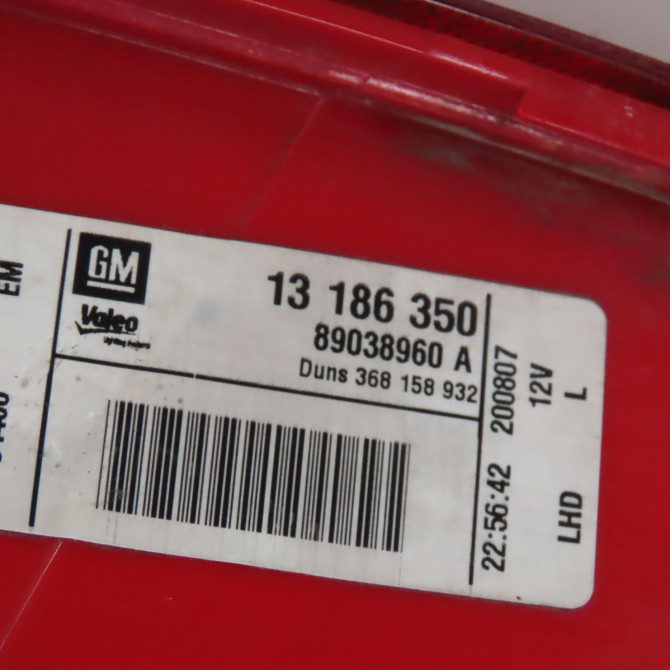 EM
GM
Valeo
13 186 350
89038960 A
Duns 368 158 932
22:56:42 200807
12V
LHD L